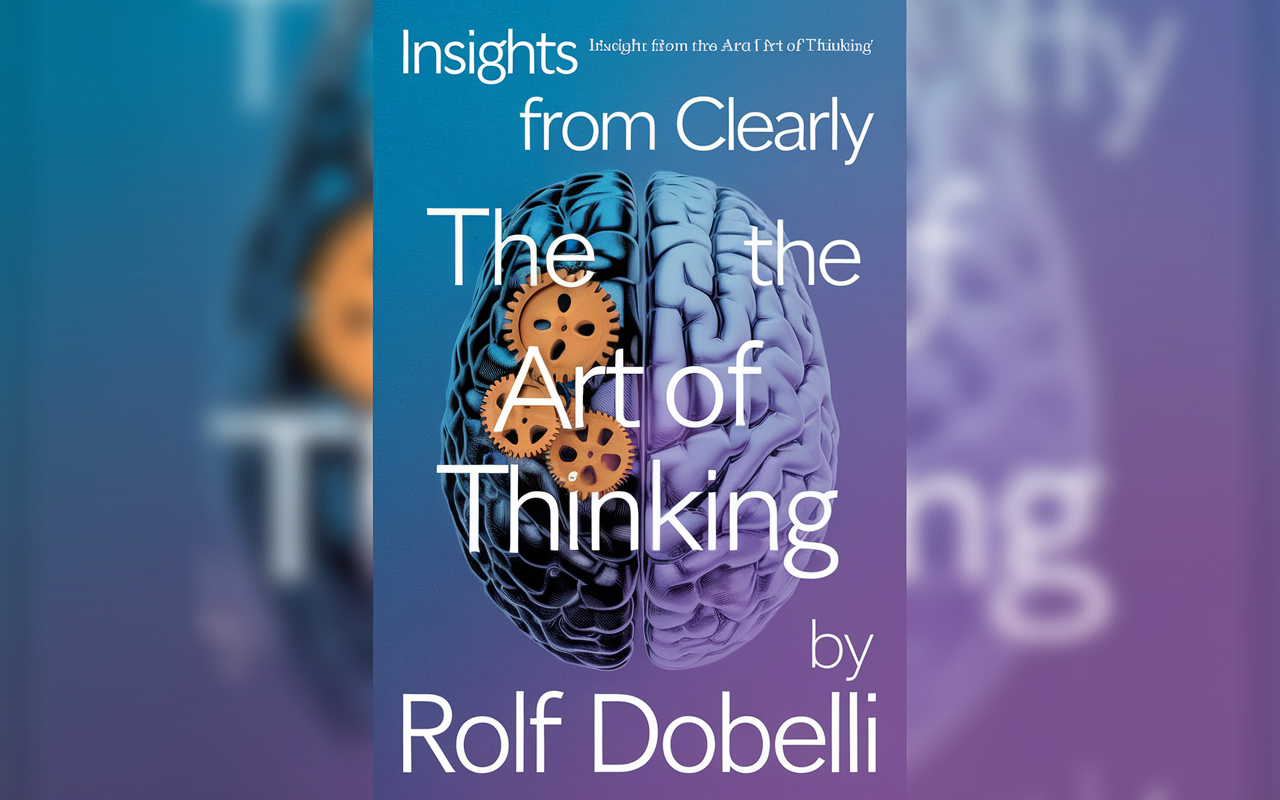 Insights
from Clearly
The the
Art of
Thinking
by
Rolf Dobelli